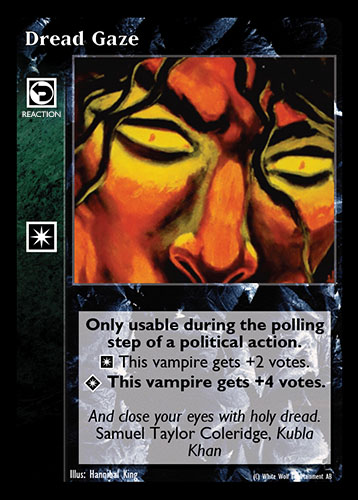 Dread Gaze
REACTION
Only usable during the polling
step of a political action.
This vampire gets +2 votes.
This vampire gets +4 votes.
And close your eyes with holy dread.
Samuel Taylor Coleridge, Kubla
Khan
Illus: Hannibal King
(C) White Wolf Entertainment AB